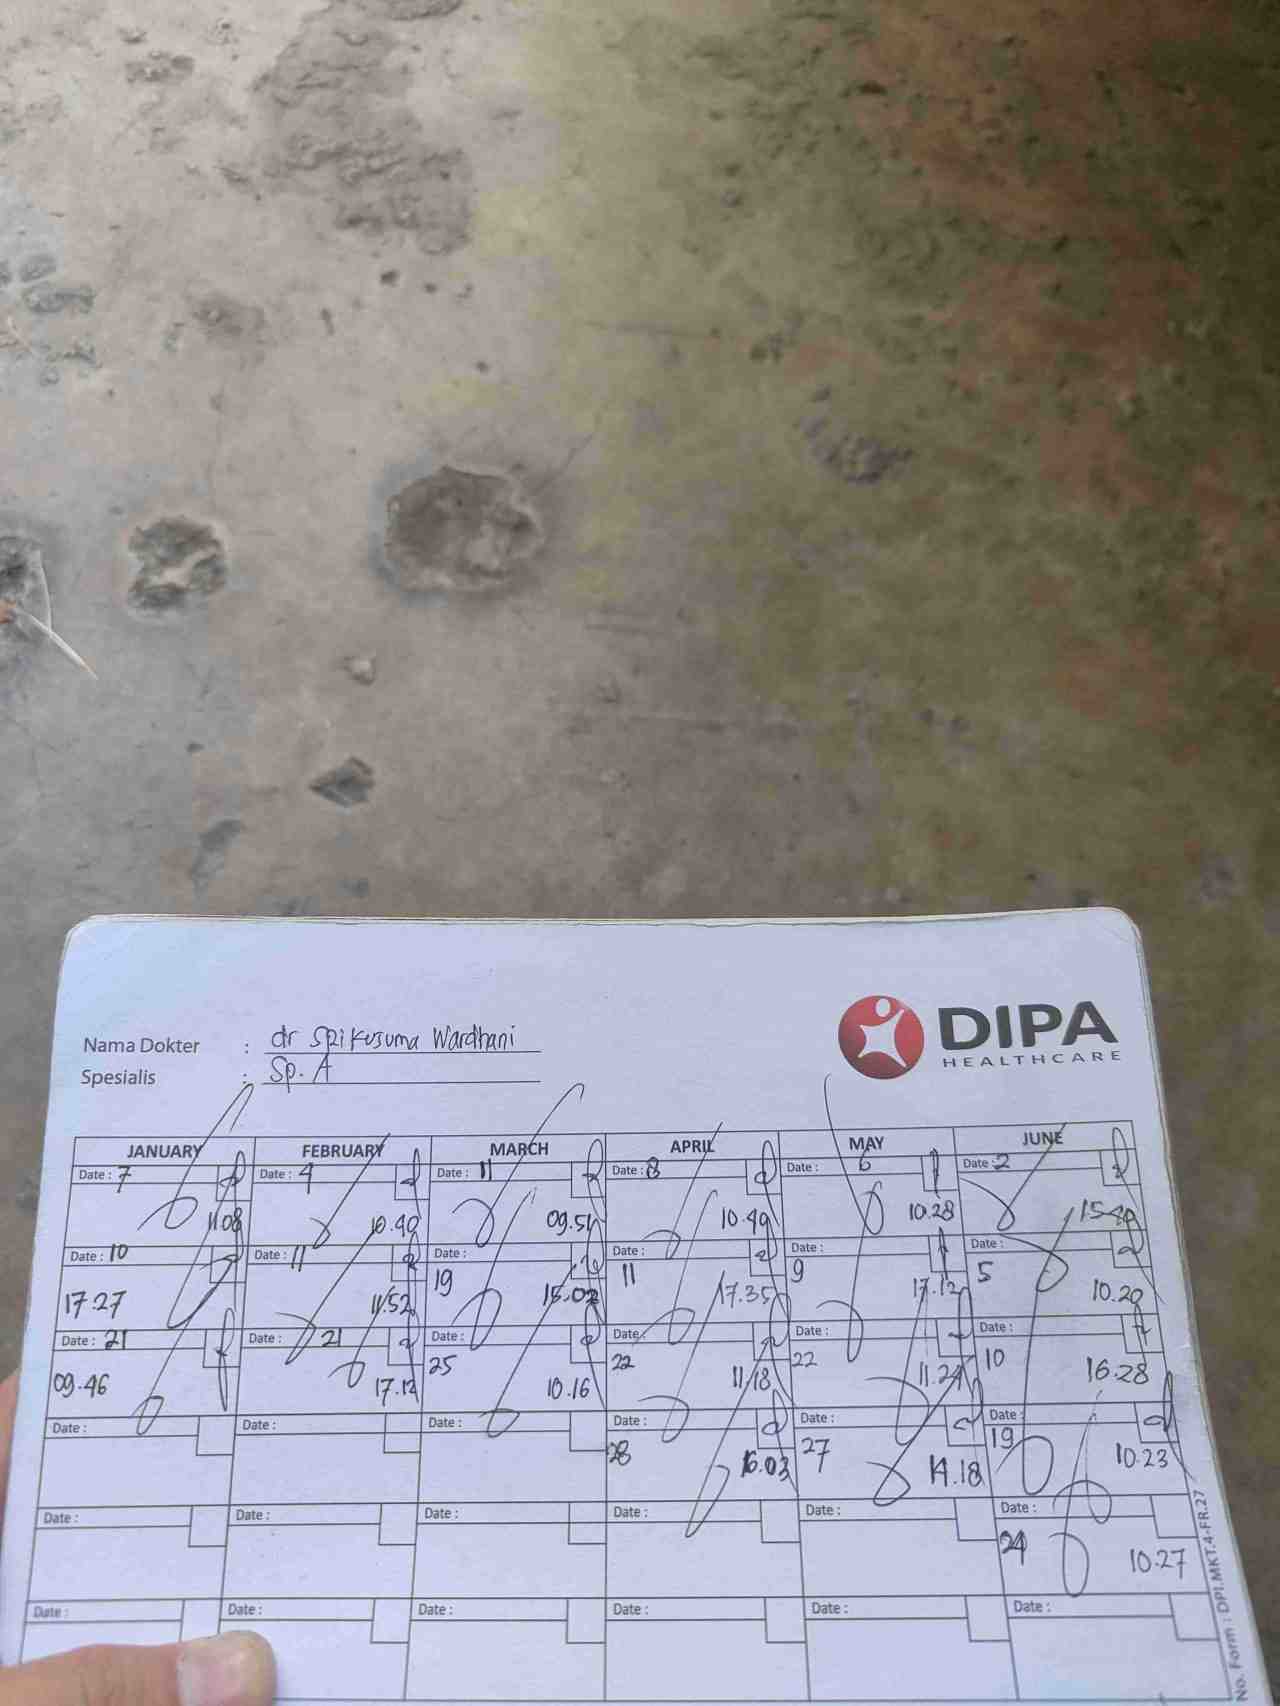 DIPA
HEALTHCARE
Nama Dokter : dr Sri Kusuma Wardhani
Spesialis : Sp. A
JANUARY FEBRUARY MARCH APRIL MAY JUNE
Date : 7 Date : 4 Date : 11 Date : 8 Date : 6 Date : 2
11.08 10.40 09.51 10.49 10.28 15.40
Date : 10 Date : 11 Date : 19 Date : 11 Date : 9 Date : 5
17.27 11.52 15.02 17.35 17.12 10.20
Date : 21 Date : 21 Date : 25 Date : 22 Date : 22 Date : 10
09.46 17.12 10.16 11.18 11.24 16.28
Date : Date : Date : Date : 28 Date : 27 Date : 19
16.03 14.18 10.23
Date : Date : Date : Date : Date : Date : 24
10.27
Date : Date : Date : Date : Date : Date :
No. Form : DPI.MKT.4-FR.27